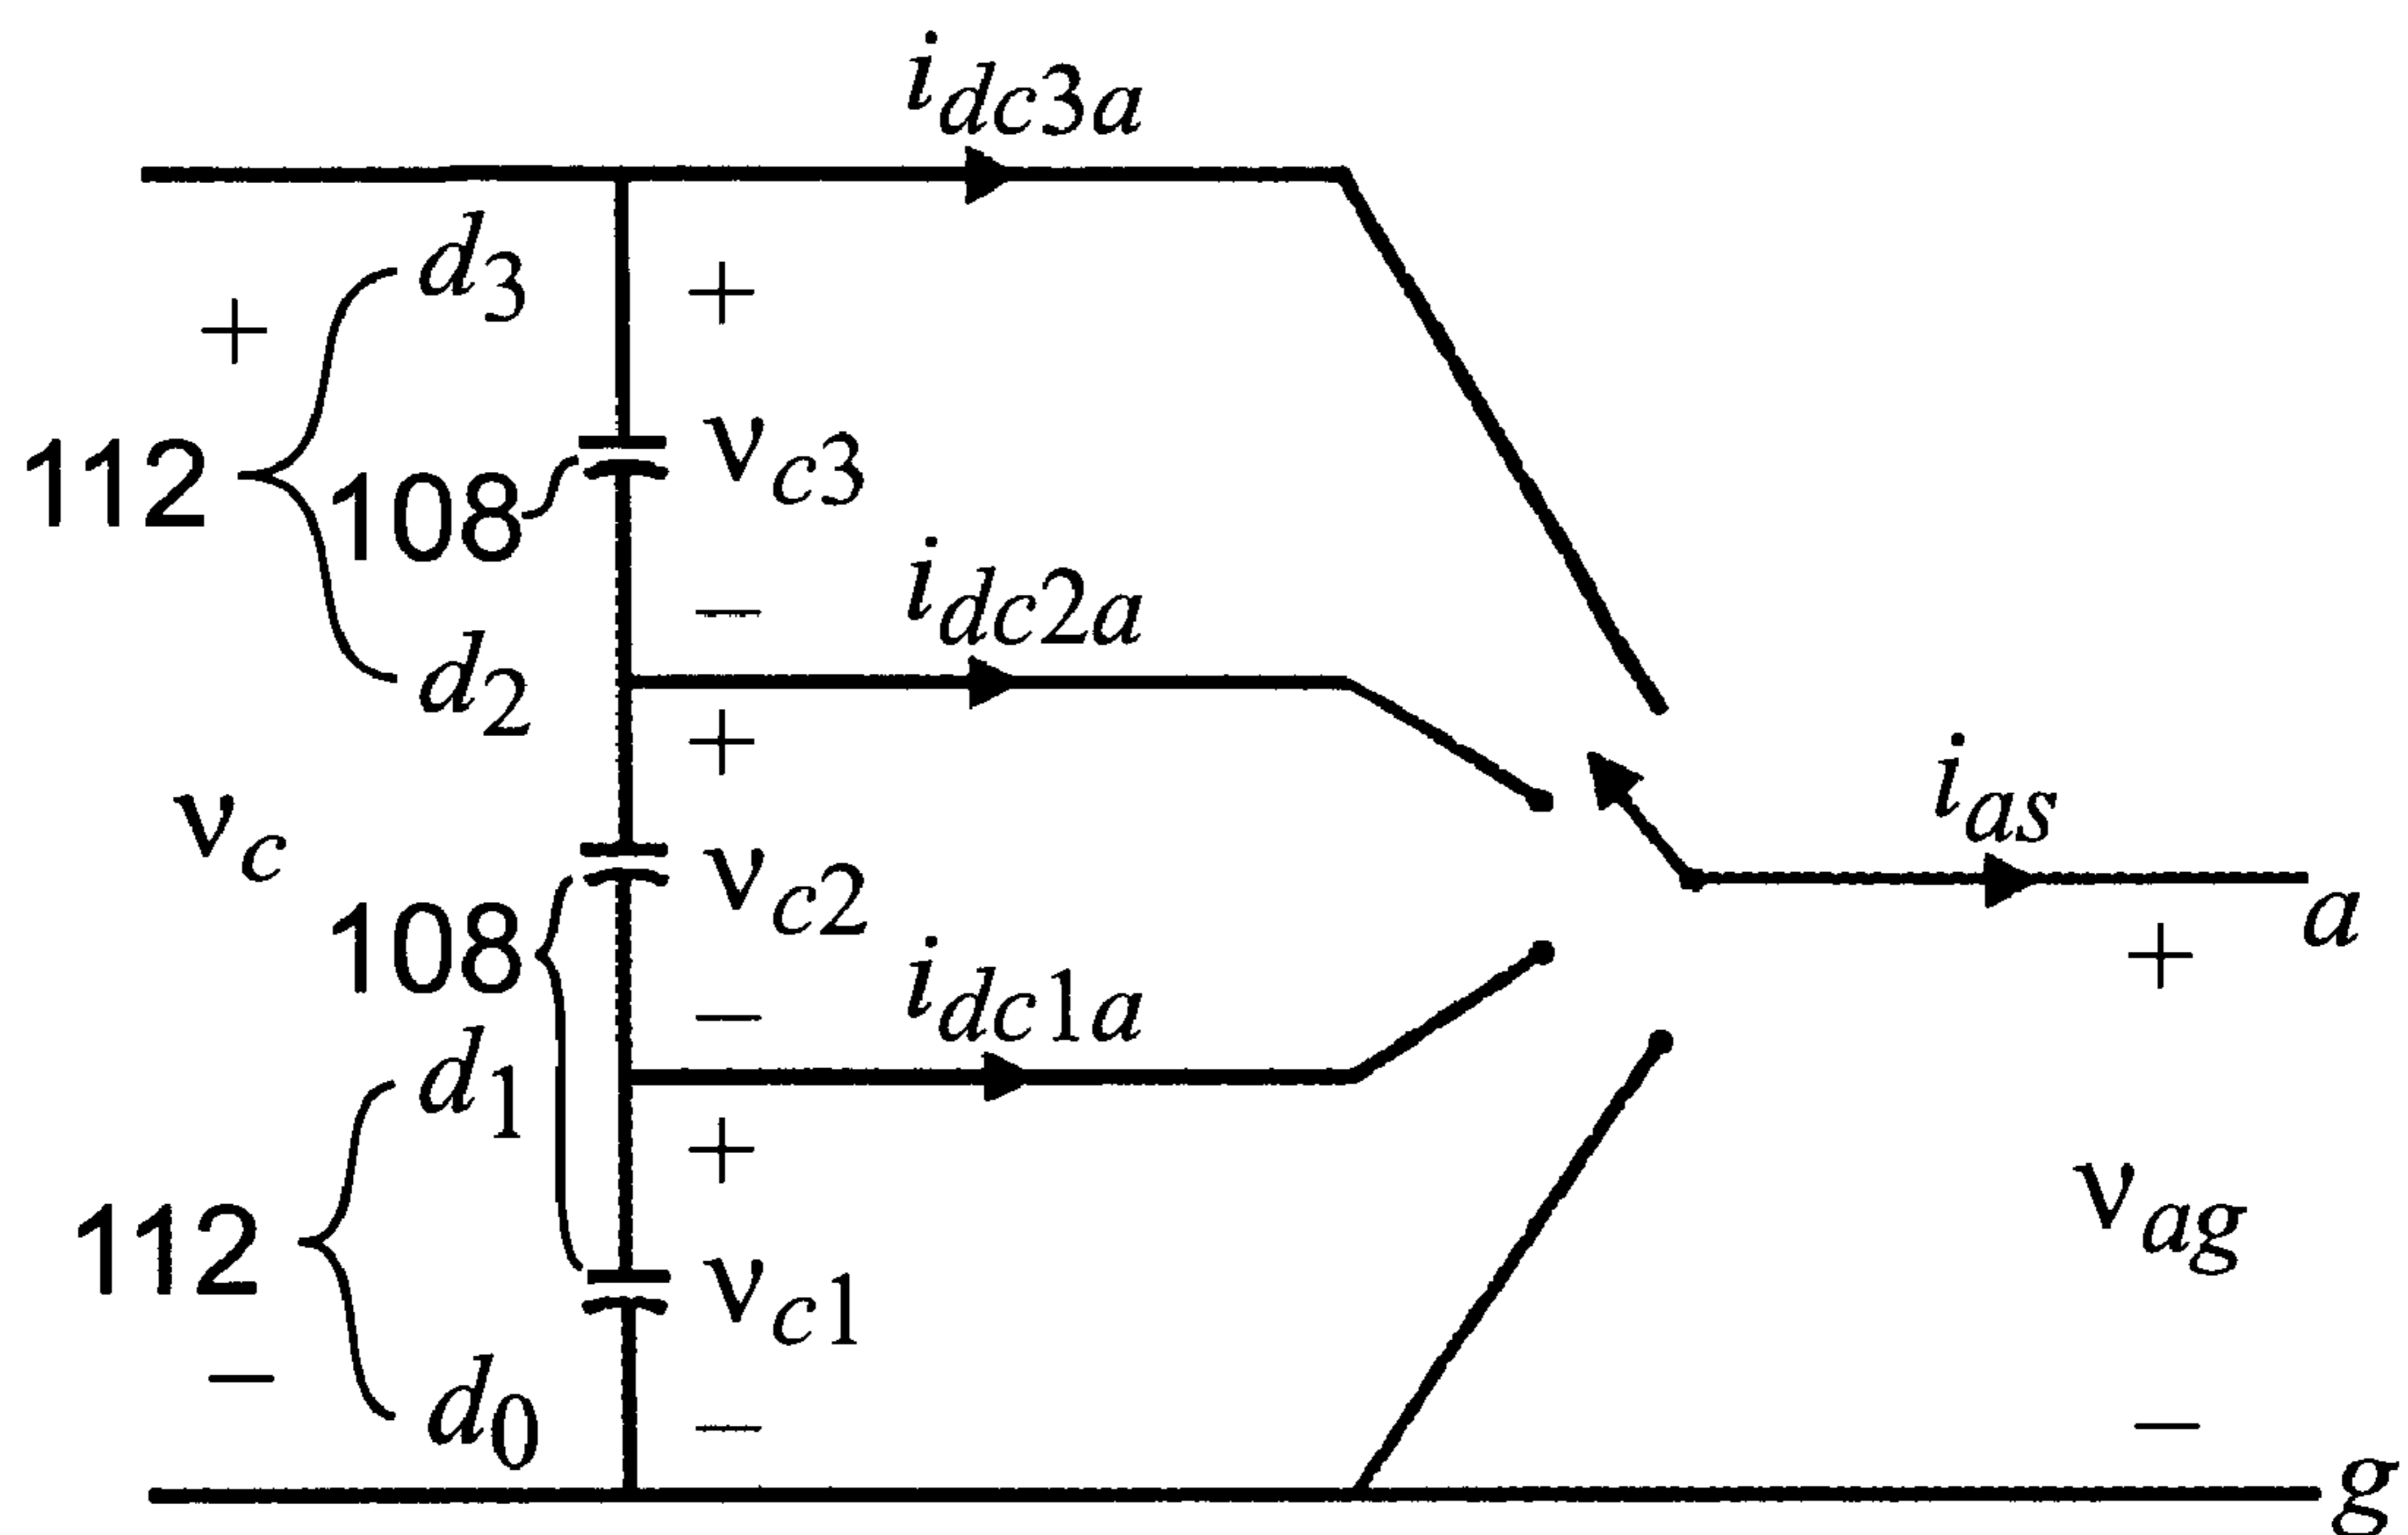 i_dc3a
d_3
+ +
112 108 v_c3
i_dc2a
−
d_2
+
i_as
v_c v_c2
a
108 i_dc1a +
−
d_1
+
v_ag
112 v_c1
−
d_0 − −
g